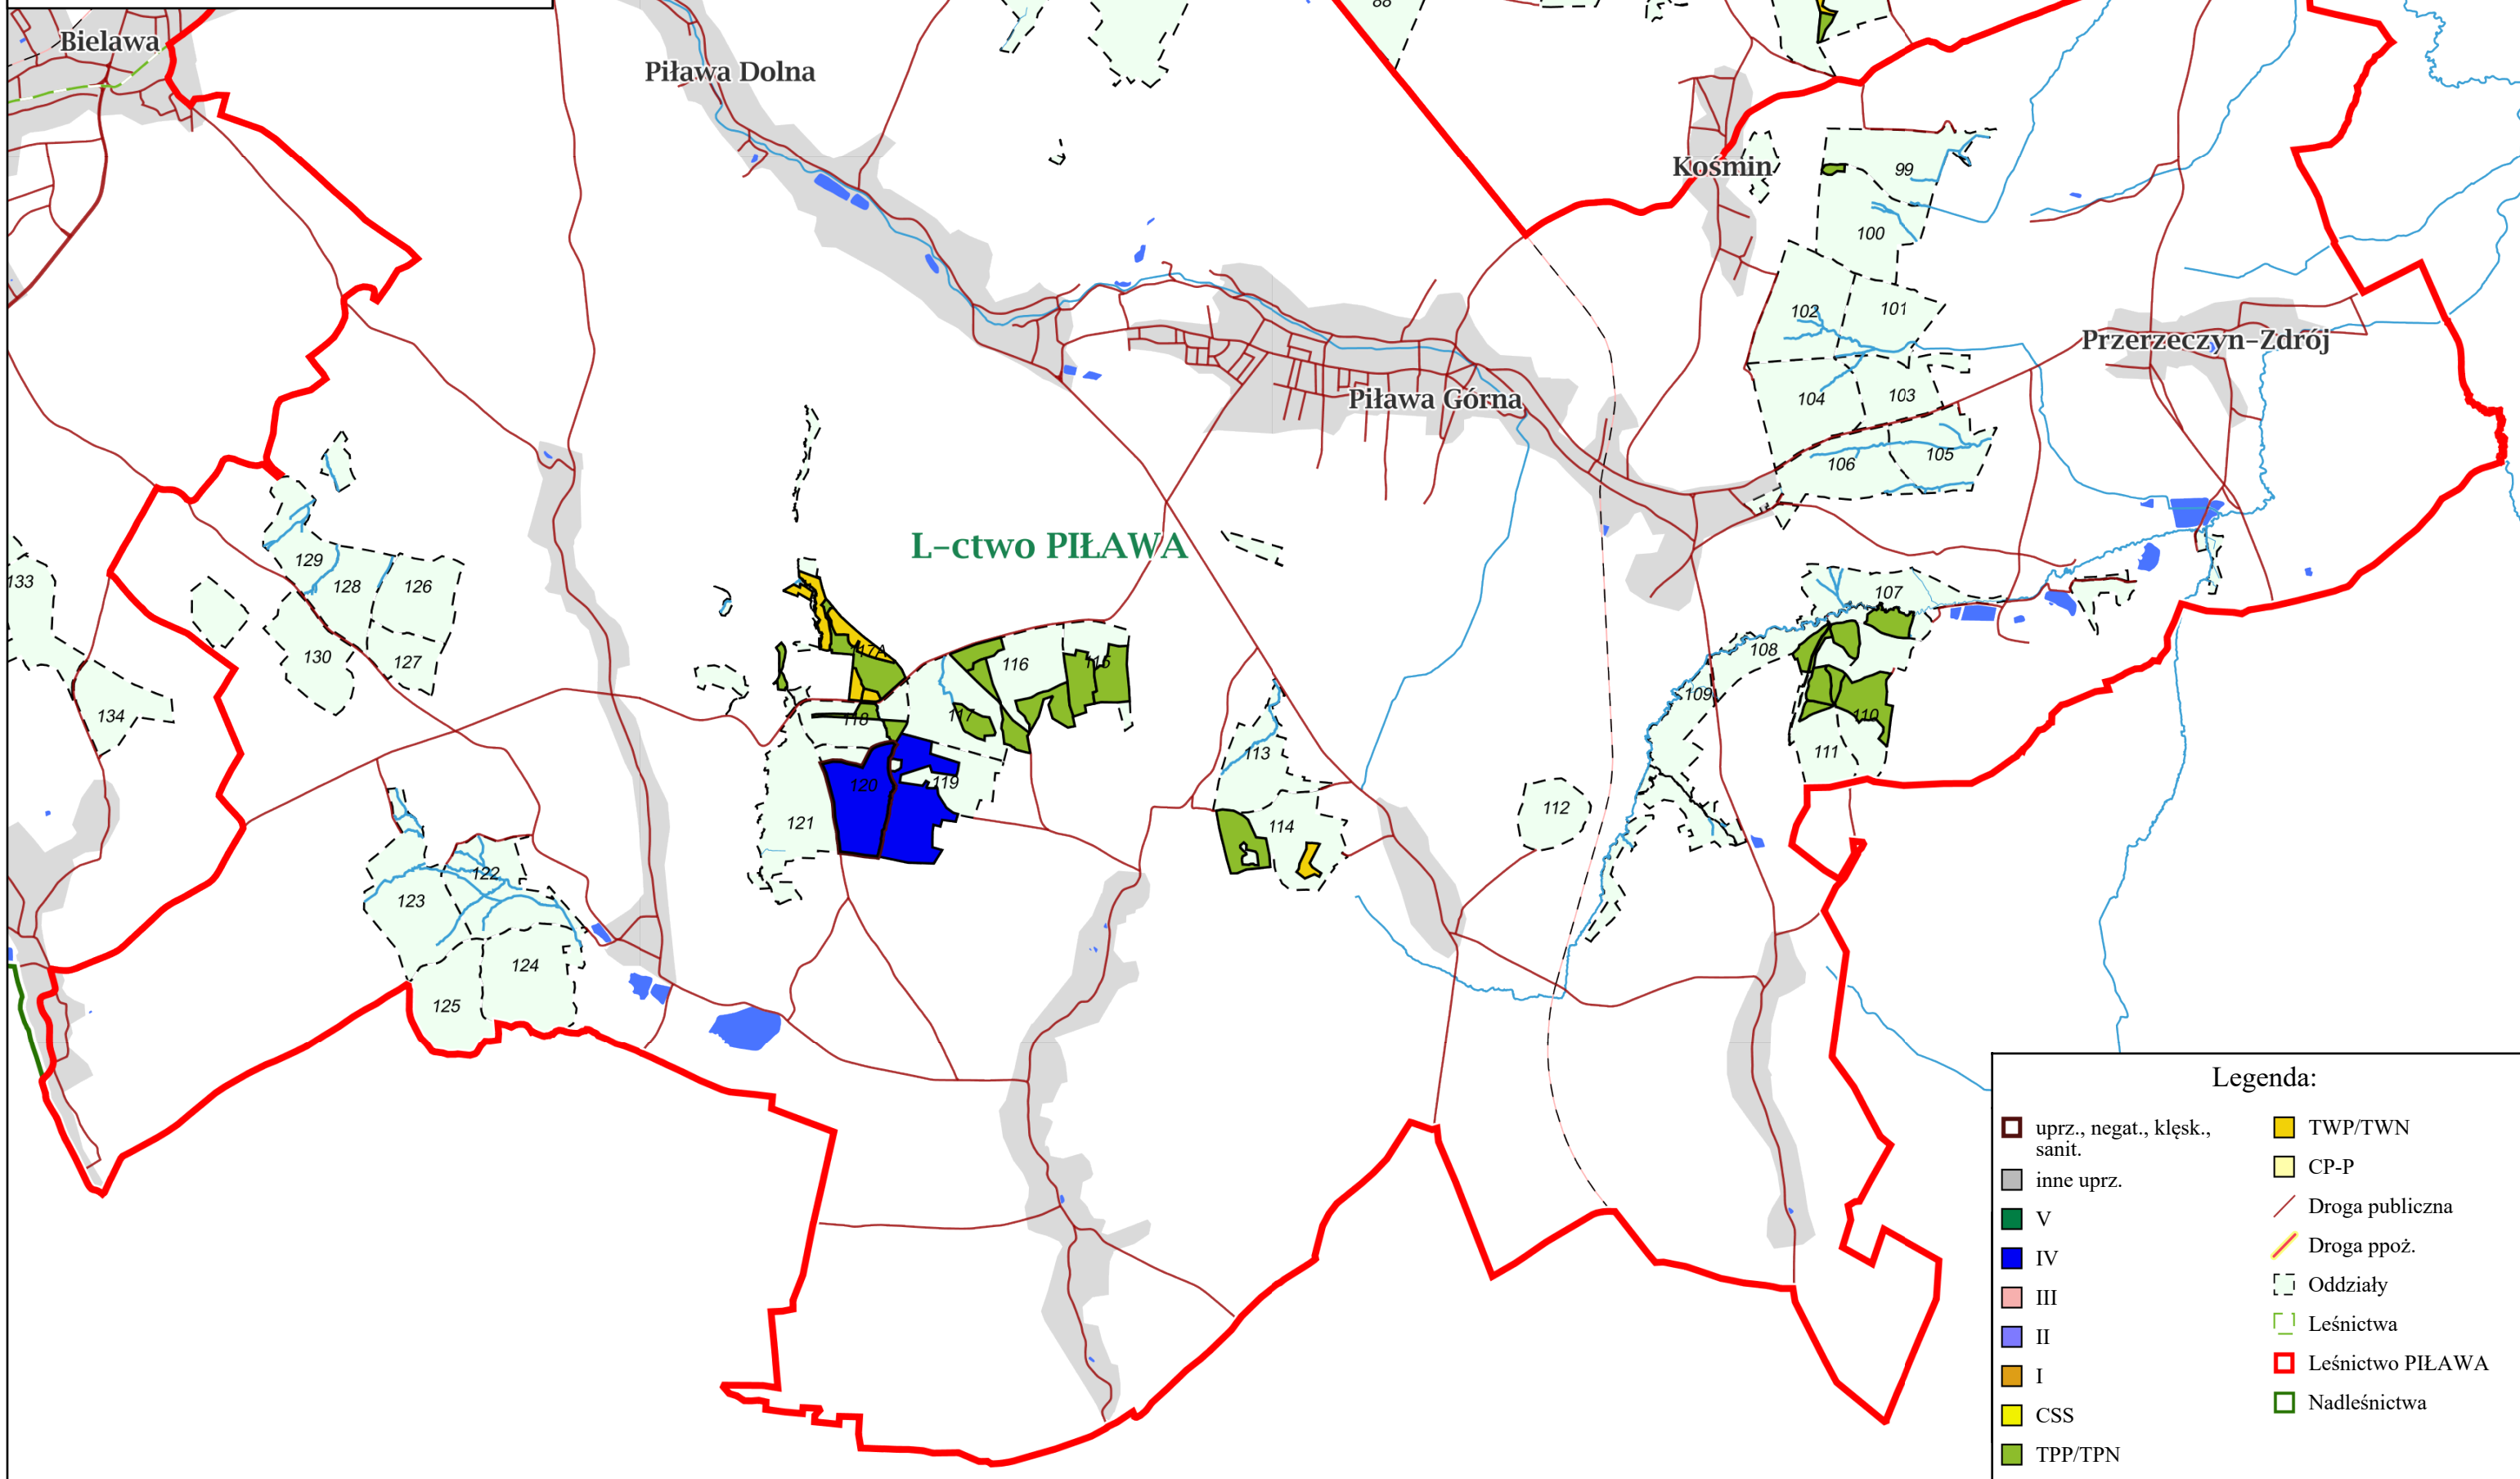 88
Bielawa
Piława Dolna
Kośmin
99
100
102
101
Przerzeczyn-Zdrój
104
103
Piława Górna
106
105
L-ctwo PIŁAWA
133
129
128
126
130
127
134
107
108
109
110
111
117A
116
115
117
118
113
120
119
121
114
112
122
123
124
125
Legenda:
uprz., negat., klęsk.,
sanit.
inne uprz.
V
IV
III
II
I
CSS
TPP/TPN
TWP/TWN
CP-P
Droga publiczna
Droga ppoż.
Oddziały
Leśnictwa
Leśnictwo PIŁAWA
Nadleśnictwa